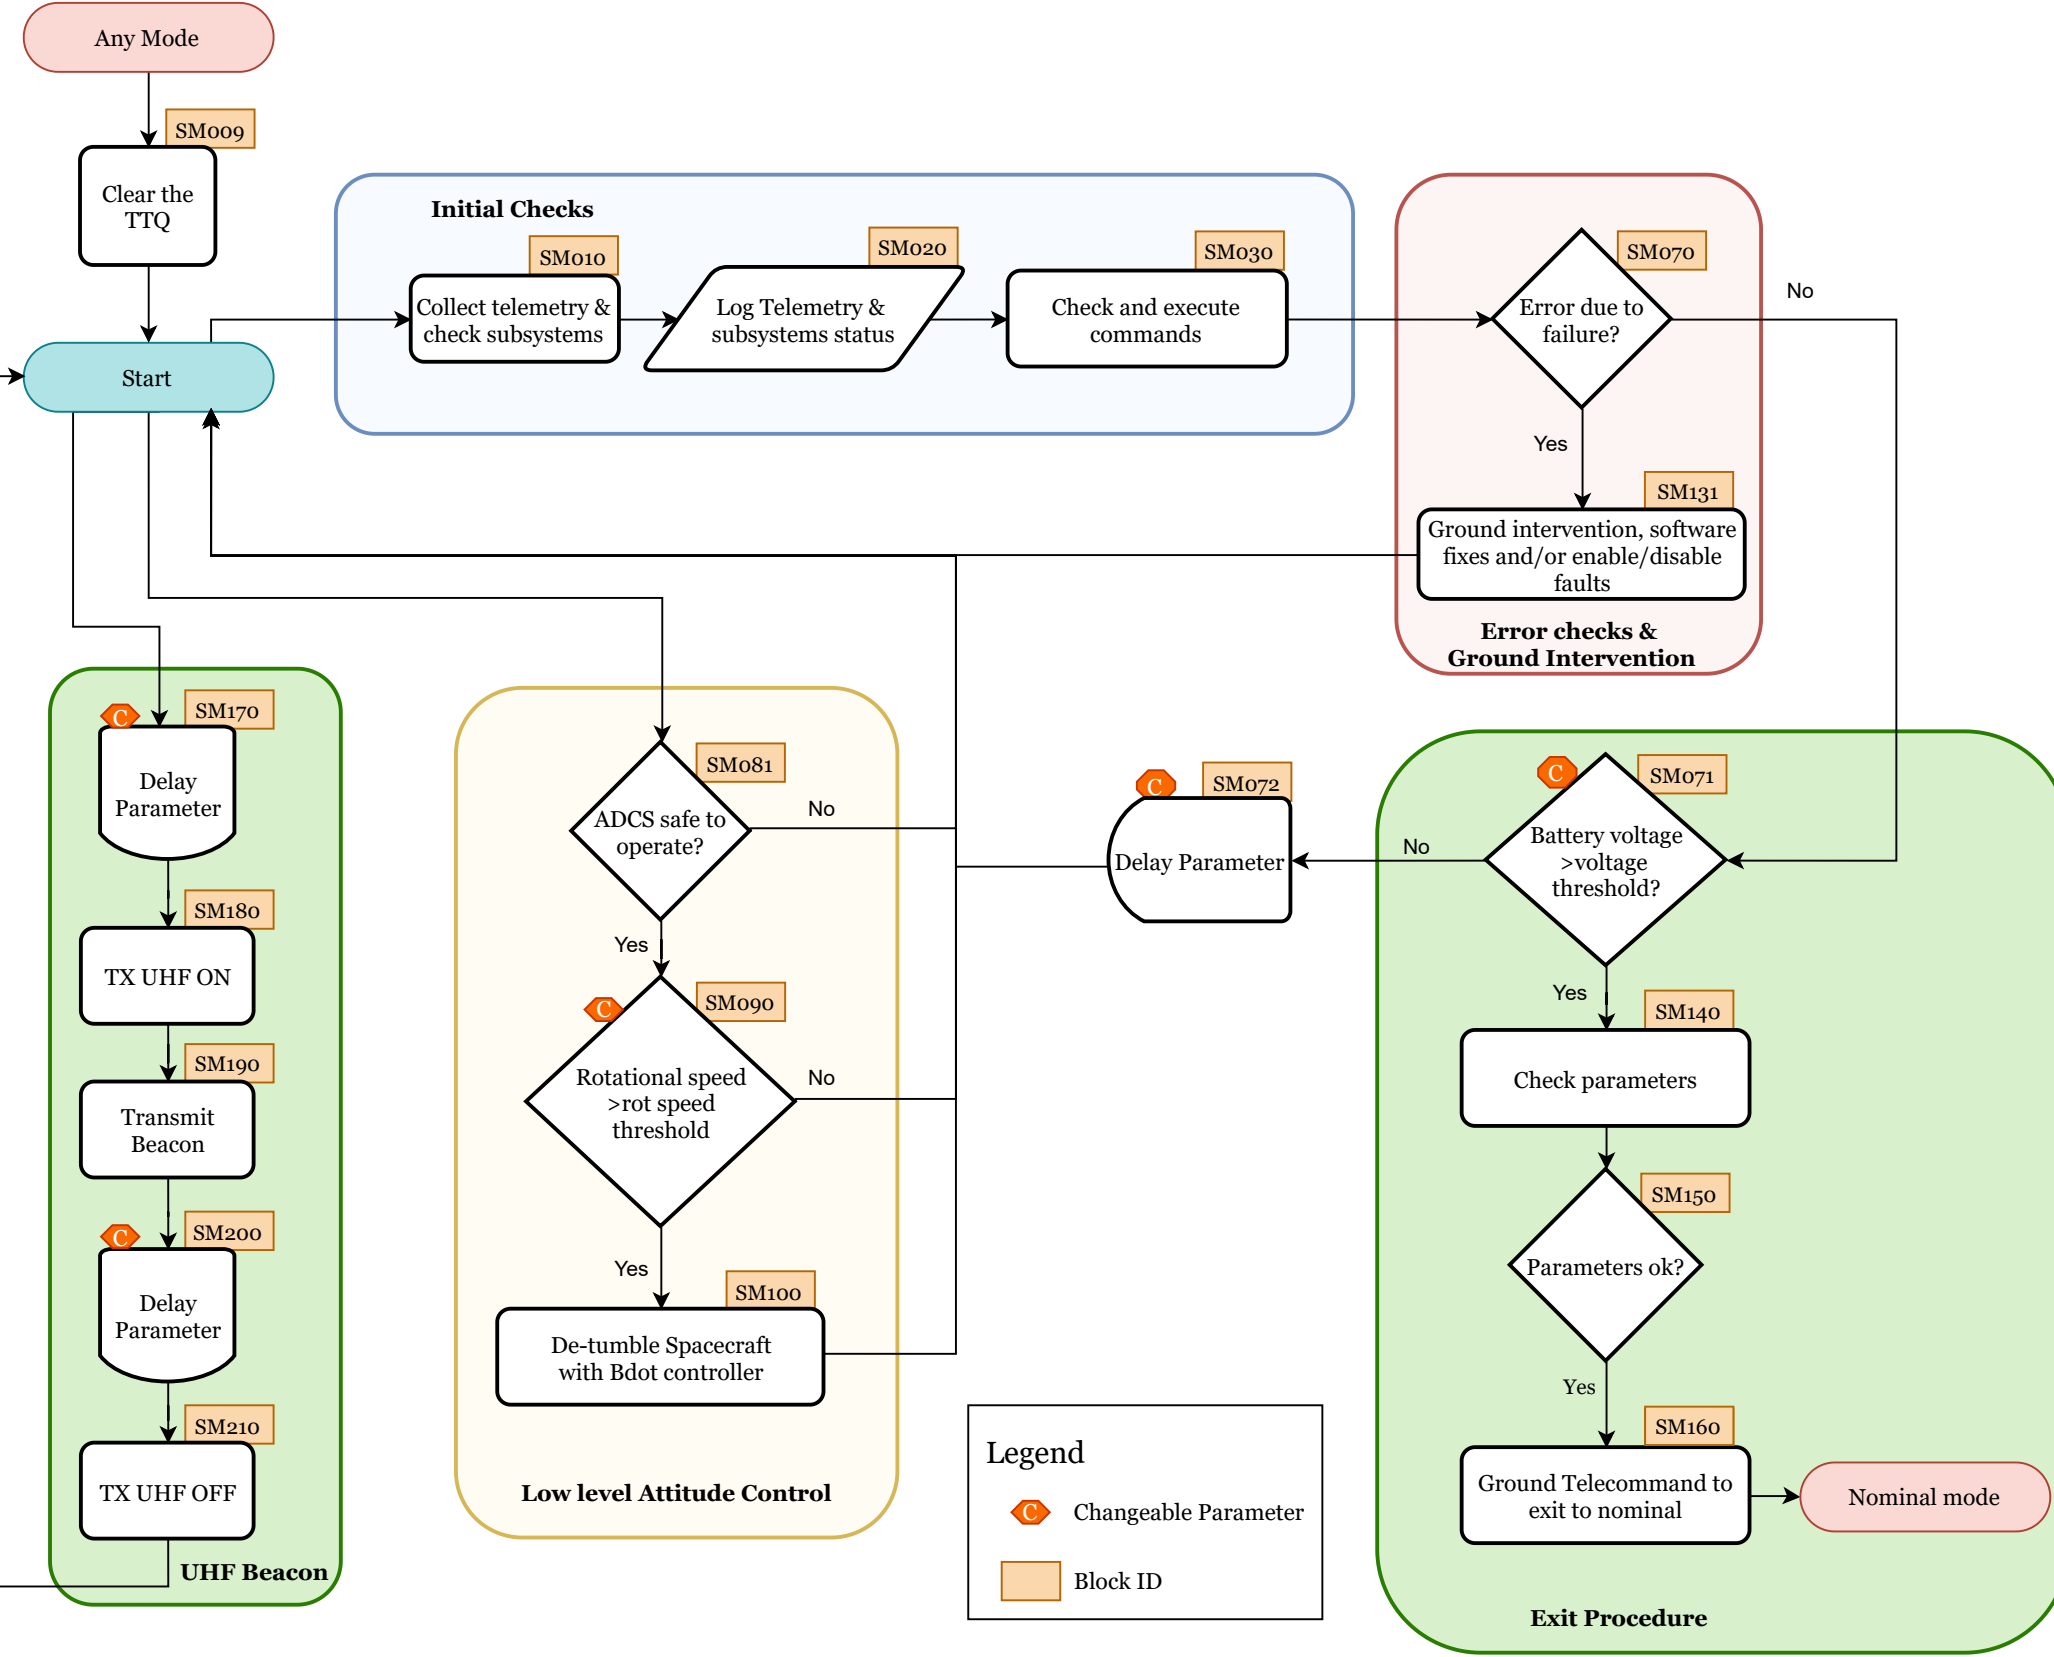 Any Mode
SM009
Clear the
TTQ
Start
Initial Checks
SM010
Collect telemetry &
check subsystems
SM020
Log Telemetry &
subsystems status
SM030
Check and execute
commands
SM070
Error due to
failure?
No
Yes
SM131
Ground intervention, software
fixes and/or enable/disable
faults
Error checks &
Ground Intervention
C
SM170
Delay
Parameter
SM180
TX UHF ON
SM190
Transmit
Beacon
C
SM200
Delay
Parameter
SM210
TX UHF OFF
UHF Beacon
SM081
ADCS safe to
operate?
No
Yes
C
SM090
Rotational speed
>rot speed
threshold
No
Yes
SM100
De-tumble Spacecraft
with Bdot controller
Low level Attitude Control
C
SM072
Delay Parameter
No
C
SM071
Battery voltage
>voltage
threshold?
Yes
SM140
Check parameters
SM150
Parameters ok?
Yes
SM160
Ground Telecommand to
exit to nominal
Nominal mode
Exit Procedure
Legend
C
Changeable Parameter
Block ID